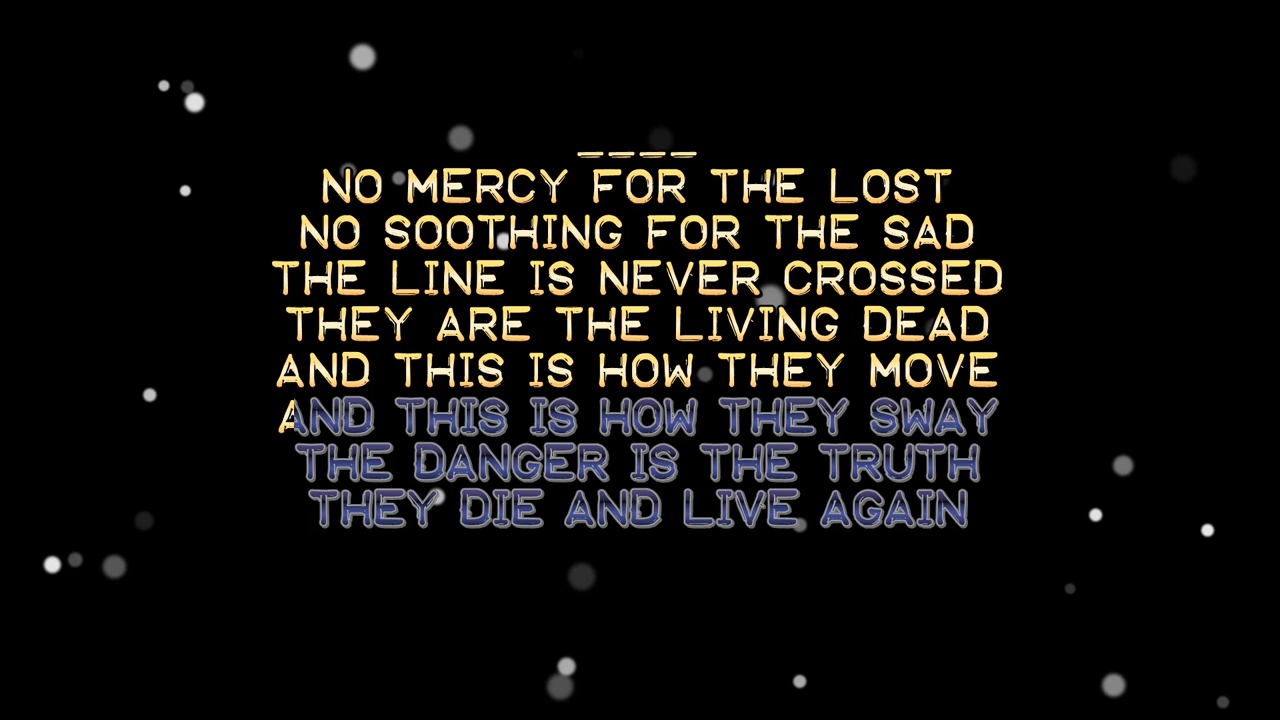 ____
NO MERCY FOR THE LOST
NO SOOTHING FOR THE SAD
THE LINE IS NEVER CROSSED
THEY ARE THE LIVING DEAD
AND THIS IS HOW THEY MOVE
AND THIS IS HOW THEY SWAY
THE DANGER IS THE TRUTH
THEY DIE AND LIVE AGAIN